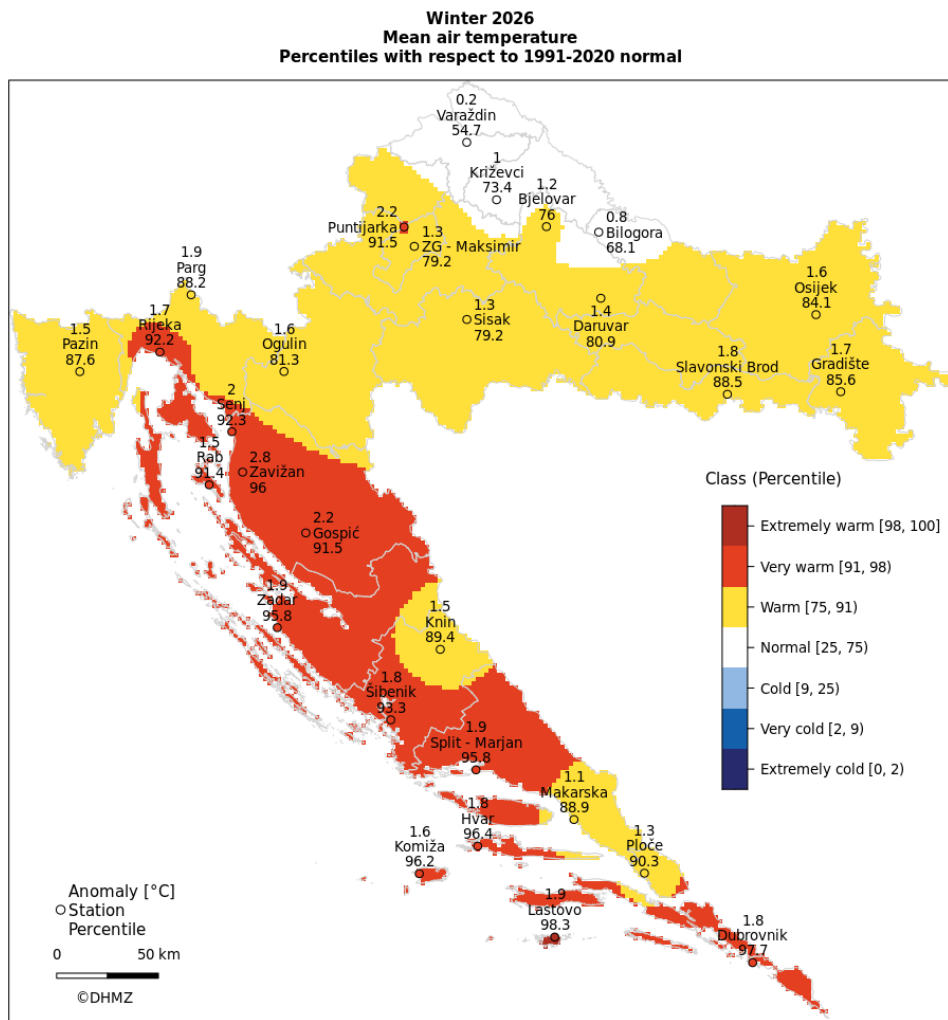 Winter 2026
Mean air temperature
Percentiles with respect to 1991-2020 normal
0.2
Varaždin
54.7
1
Križevci
73.4
1.2
Bjelovar
76
0.8
Bilogora
68.1
2.2
Puntijarka
91.5
1.3
ZG - Maksimir
79.2
1.9
Parg
88.2
1.6
Osijek
84.1
1.5
Pazin
87.6
1.7
Rijeka
92.2
1.6
Ogulin
81.3
1.3
Sisak
79.2
1.4
Daruvar
80.9
1.8
Slavonski Brod
88.5
1.7
Gradište
85.6
2
Senj
92.3
1.5
Rab
91.4
2.8
Zavižan
96
2.2
Gospić
91.5
1.9
Zadar
95.8
1.5
Knin
89.4
1.8
Šibenik
93.3
1.9
Split - Marjan
95.8
1.1
Makarska
88.9
1.8
Hvar
96.4
1.6
Komiža
96.2
1.3
Ploče
90.3
1.9
Lastovo
98.3
1.8
Dubrovnik
97.7
Class (Percentile)
Extremely warm [98, 100]
Very warm [91, 98)
Warm [75, 91)
Normal [25, 75)
Cold [9, 25)
Very cold [2, 9)
Extremely cold [0, 2)
Anomaly [°C]
Station
Percentile
0 50 km
©DHMZ